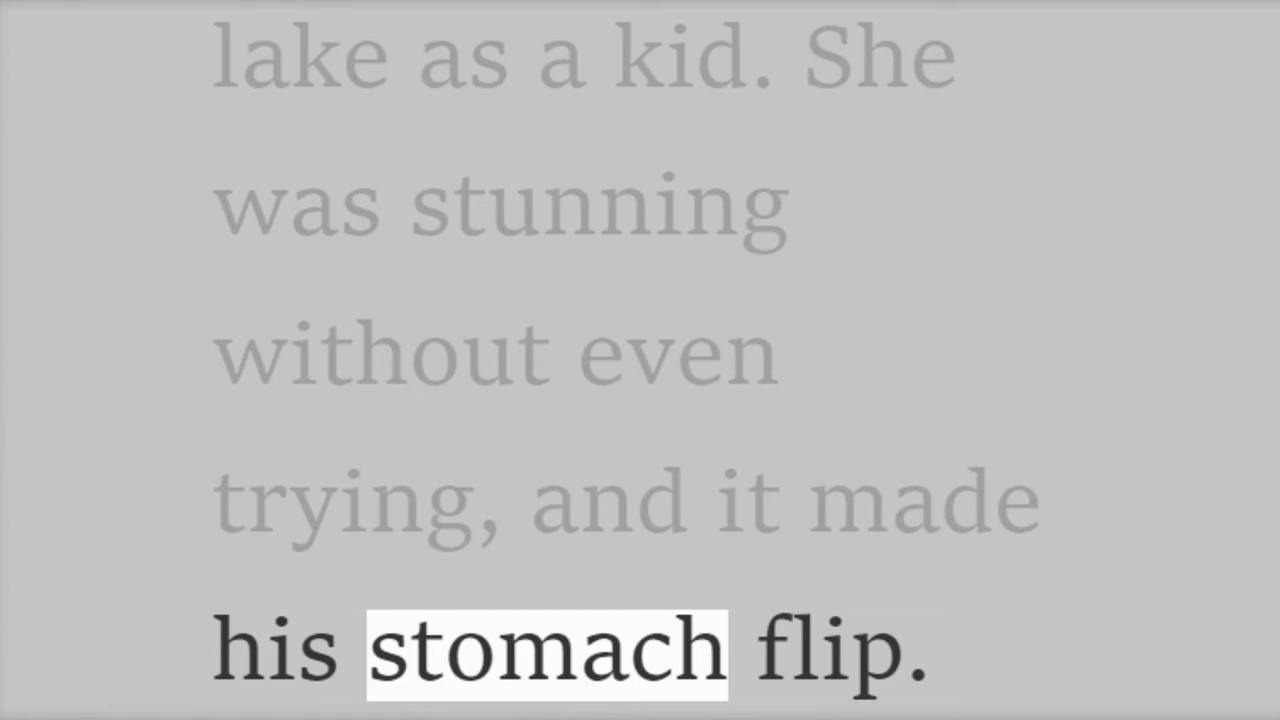 lake as a kid. She
was stunning
without even
trying, and it made
his stomach flip.